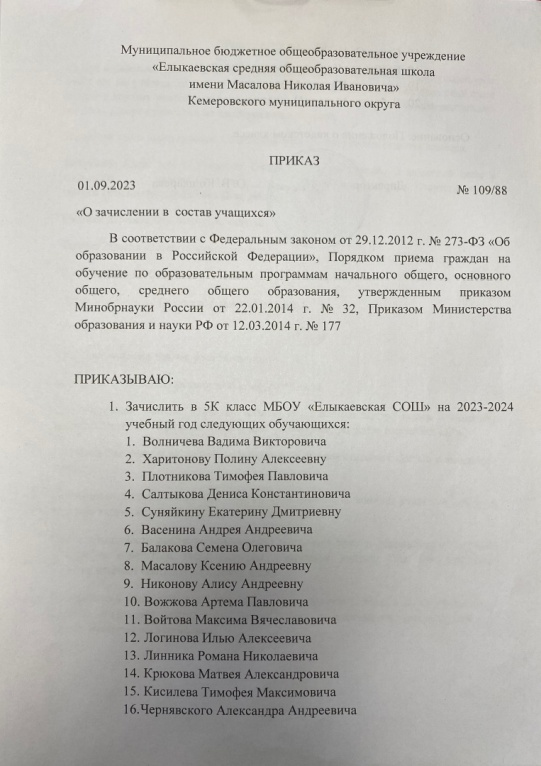 Муниципальное бюджетное общеобразовательное учреждение
«Елыкаевская средняя общеобразовательная школа
имени Масалова Николая Ивановича»
Кемеровского муниципального округа
ПРИКАЗ
01.09.2023 № 109/88
«О зачислении в состав учащихся»
В соответствии с Федеральным законом от 29.12.2012 г. № 273-ФЗ «Об
образовании в Российской Федерации», Порядком приема граждан на
обучение по образовательным программам начального общего, основного
общего, среднего общего образования, утвержденным приказом
Минобрнауки России от 22.01.2014 г. № 32, Приказом Министерства
образования и науки РФ от 12.03.2014 г. № 177
ПРИКАЗЫВАЮ:
1. Зачислить в 5К класс МБОУ «Елыкаевская СОШ» на 2023-2024
учебный год следующих обучающихся:
1. Волничева Вадима Викторовича
2. Харитонову Полину Алексеевну
3. Плотникова Тимофея Павловича
4. Салтыкова Дениса Константиновича
5. Суняйкину Екатерину Дмитриевну
6. Васенина Андрея Андреевича
7. Балакова Семена Олеговича
8. Масалову Ксению Андреевну
9. Никонову Алису Андреевну
10. Вожжова Артема Павловича
11. Войтова Максима Вячеславовича
12. Логинова Илью Алексеевича
13. Линника Романа Николаевича
14. Крюкова Матвея Александровича
15. Кисилева Тимофея Максимовича
16.Чернявского Александра Андреевича